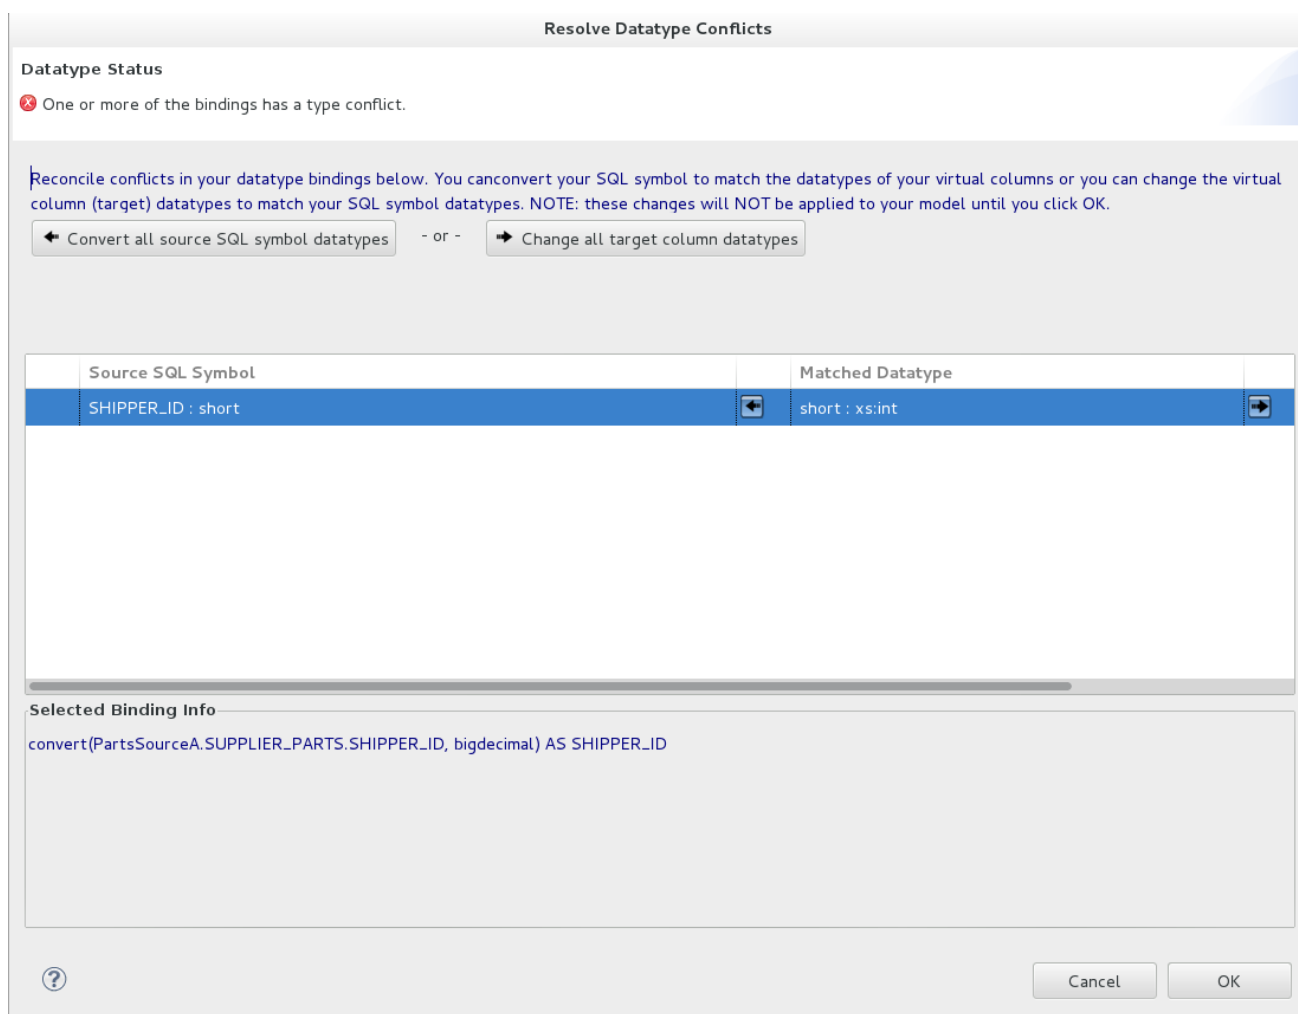 Resolve Datatype Conflicts
Datatype Status
One or more of the bindings has a type conflict.
Reconcile conflicts in your datatype bindings below. You canconvert your SQL symbol to match the datatypes of your virtual columns or you can change the virtual
column (target) datatypes to match your SQL symbol datatypes. NOTE: these changes will NOT be applied to your model until you click OK.
Convert all source SQL symbol datatypes - or - Change all target column datatypes
Source SQL Symbol Matched Datatype
SHIPPER_ID : short short : xs:int
Selected Binding Info
convert(PartsSourceA.SUPPLIER_PARTS.SHIPPER_ID, bigdecimal) AS SHIPPER_ID
? Cancel OK